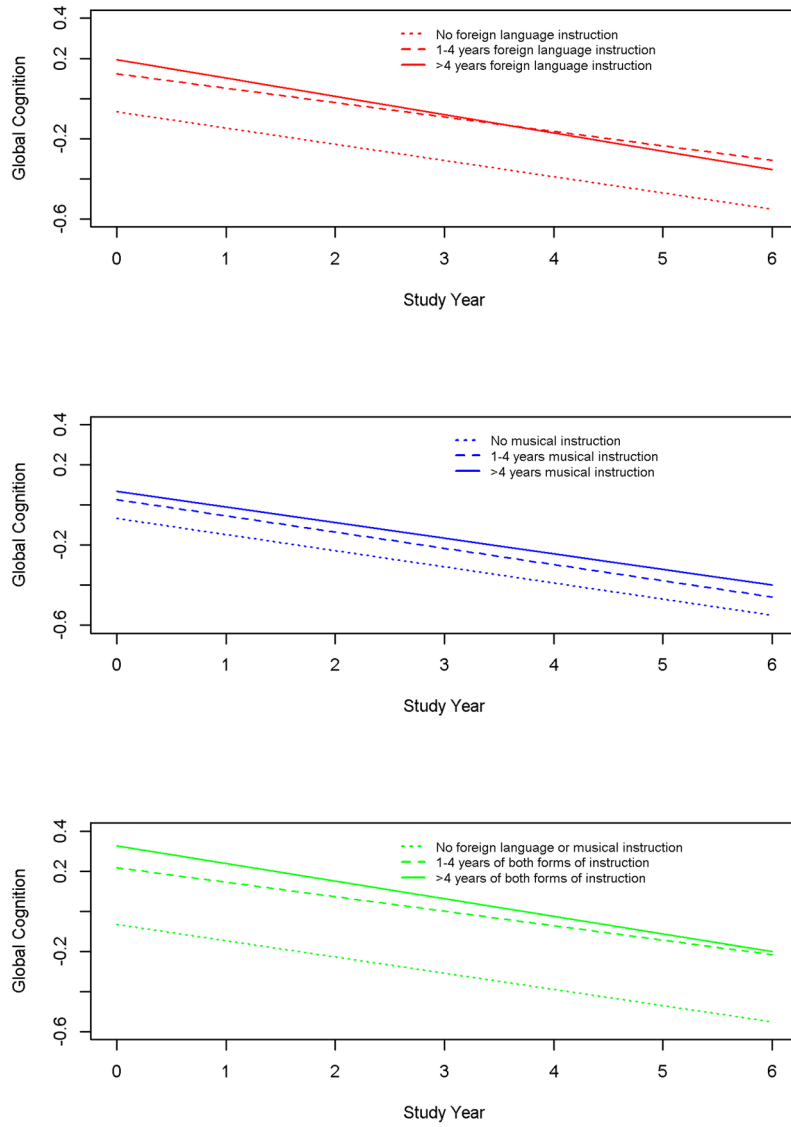 No foreign language instruction
1-4 years foreign language instruction
>4 years foreign language instruction
Global Cognition
0.4
0.2
-0.2
-0.6
0 1 2 3 4 5 6
Study Year
No musical instruction
1-4 years musical instruction
>4 years musical instruction
Global Cognition
0.4
0.2
-0.2
-0.6
0 1 2 3 4 5 6
Study Year
No foreign language or musical instruction
1-4 years of both forms of instruction
>4 years of both forms of instruction
Global Cognition
0.4
0.2
-0.2
-0.6
0 1 2 3 4 5 6
Study Year